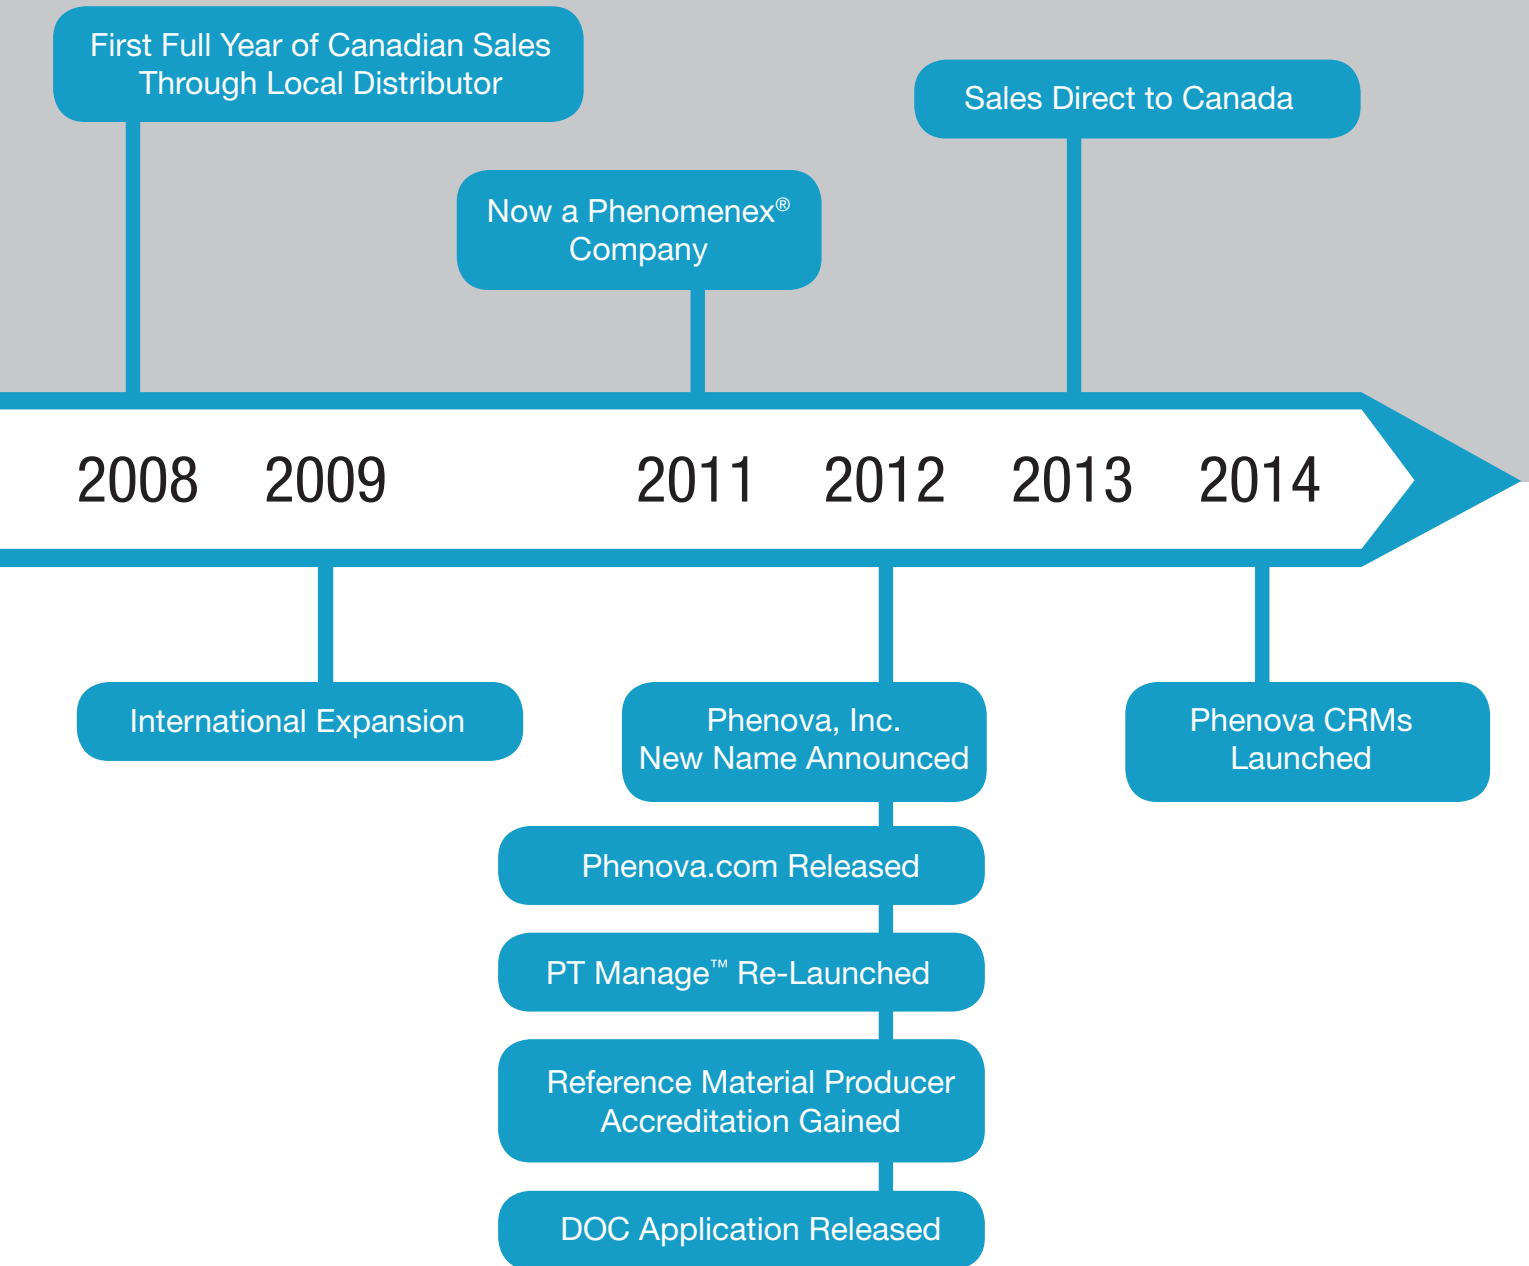 First Full Year of Canadian Sales
Through Local Distributor
Sales Direct to Canada
Now a Phenomenex®
Company
2008 2009 2011 2012 2013 2014
International Expansion
Phenova, Inc.
New Name Announced
Phenova CRMs
Launched
Phenova.com Released
PT Manage™ Re-Launched
Reference Material Producer
Accreditation Gained
DOC Application Released